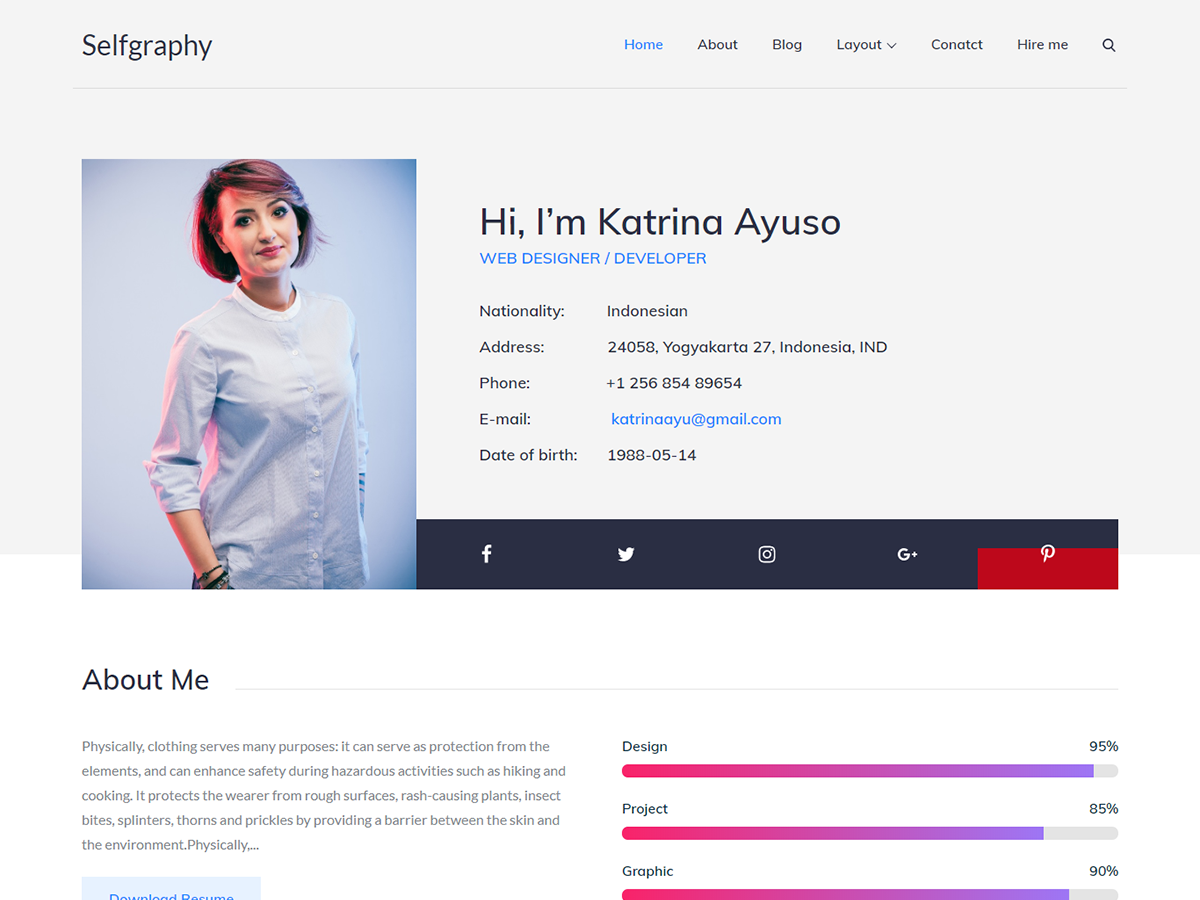 Selfgraphy
Home About Blog Layout Conatct Hire me
Hi, I’m Katrina Ayuso
WEB DESIGNER / DEVELOPER
Nationality: Indonesian
Address: 24058, Yogyakarta 27, Indonesia, IND
Phone: +1 256 854 89654
E-mail: katrinaayu@gmail.com
Date of birth: 1988-05-14
About Me
Physically, clothing serves many purposes: it can serve as protection from the
elements, and can enhance safety during hazardous activities such as hiking and
cooking. It protects the wearer from rough surfaces, rash-causing plants, insect
bites, splinters, thorns and prickles by providing a barrier between the skin and
the environment.Physically,...
Download Resume
Design 95%
Project 85%
Graphic 90%